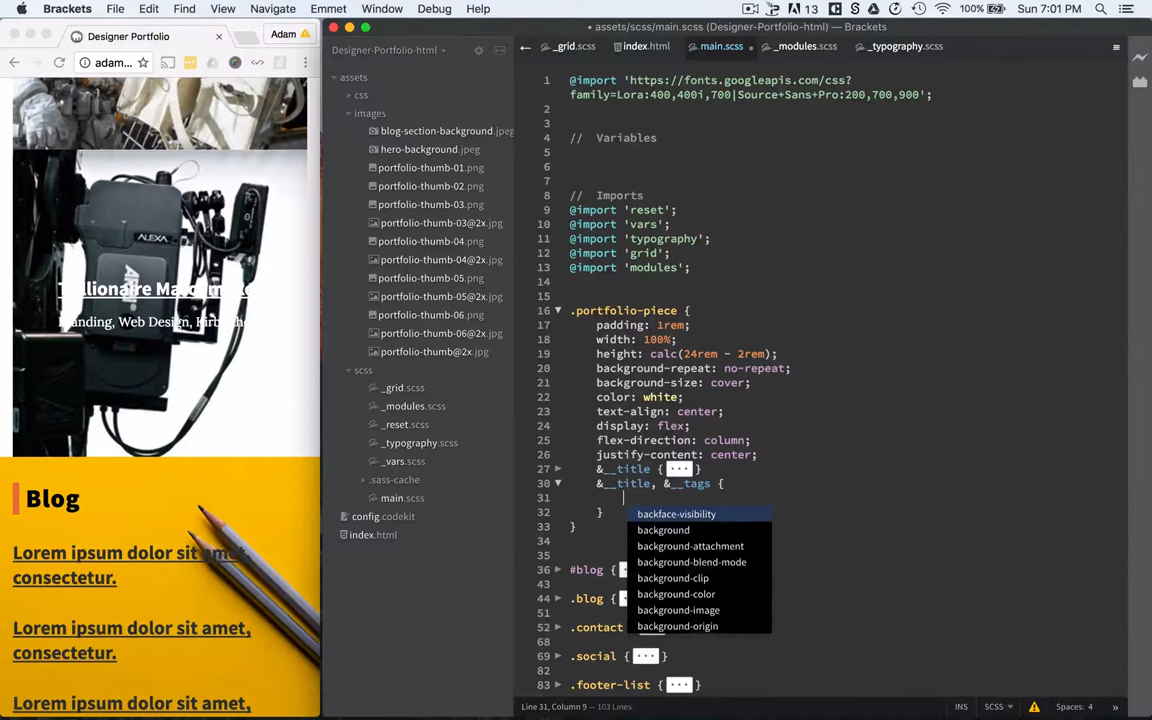 Brackets File Edit Find View Navigate Emmet Window Debug Help
13 100% Sun 7:01 PM
Designer Portfolio
Adam
adam...
• assets/scss/main.scss (Designer-Portfolio-html) — Brackets
Designer-Portfolio-html
_grid.scss
index.html
main.scss
_modules.scss
_typography.scss
assets
css
images
blog-section-background.jpeg
hero-background.jpeg
portfolio-thumb-01.png
portfolio-thumb-02.png
portfolio-thumb-03.png
portfolio-thumb-03@2x.jpg
portfolio-thumb-04.png
portfolio-thumb-04@2x.jpg
portfolio-thumb-05.png
portfolio-thumb-05@2x.jpg
portfolio-thumb-06.png
portfolio-thumb-06@2x.jpg
portfolio-thumb@2x.jpg
scss
_grid.scss
_modules.scss
_reset.scss
_typography.scss
_vars.scss
.sass-cache
main.scss
config.codekit
index.html
1 @import 'https://fonts.googleapis.com/css?
family=Lora:400,400i,700|Source+Sans+Pro:200,700,900';
2
3
4 // Variables
5
6
7
8 // Imports
9 @import 'reset';
10 @import 'vars';
11 @import 'typography';
12 @import 'grid';
13 @import 'modules';
14
15
16 .portfolio-piece {
17 padding: 1rem;
18 width: 100%;
19 height: calc(24rem - 2rem);
20 background-repeat: no-repeat;
21 background-size: cover;
22 color: white;
23 text-align: center;
24 display: flex;
25 flex-direction: column;
26 justify-content: center;
27 &__title { ... }
30 &__title, &__tags {
31
32 }
33 }
34
35
36 #blog {
43
44 .blog {
51
52 .contact
68
69 .social { ... }
82
83 .footer-list { ... }
backface-visibility
background
background-attachment
background-blend-mode
background-clip
background-color
background-image
background-origin
ALEXA
ARRI
Branding, Web Design,
Blog
Lorem ipsum dolor sit amet,
consectetur.
Lorem ipsum dolor sit amet,
consectetur.
Lorem ipsum dolor sit amet,
Line 31, Column 9 — 103 Lines
INS SCSS Spaces: 4